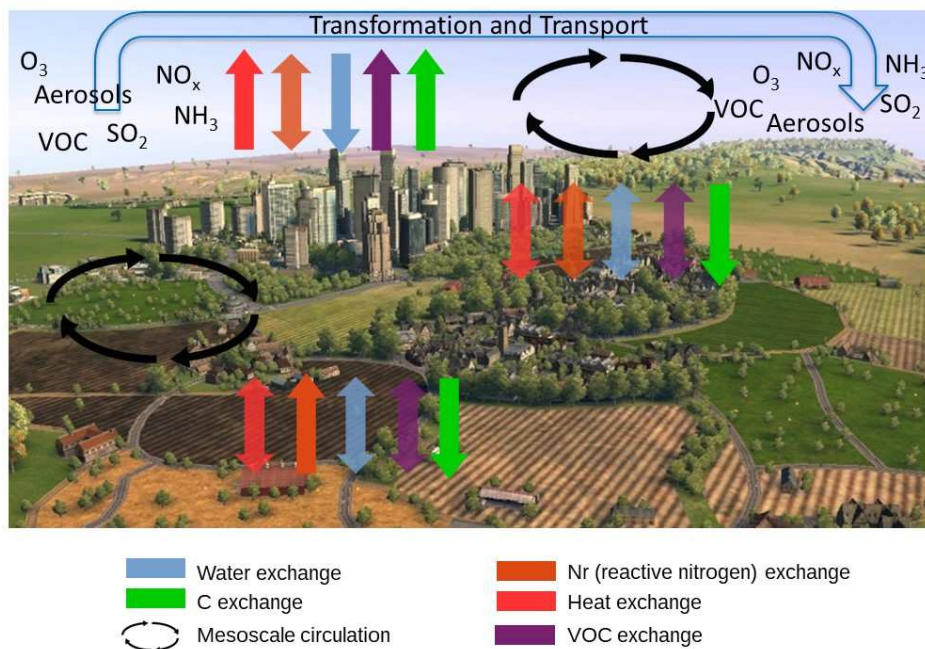 Transformation and Transport
O₃
Aerosols
VOC
SO₂
NOₓ
NH₃
O₃
NOₓ
NH₃
VOC
SO₂
Aerosols
Water exchange
C exchange
Mesoscale circulation
Nr (reactive nitrogen) exchange
Heat exchange
VOC exchange